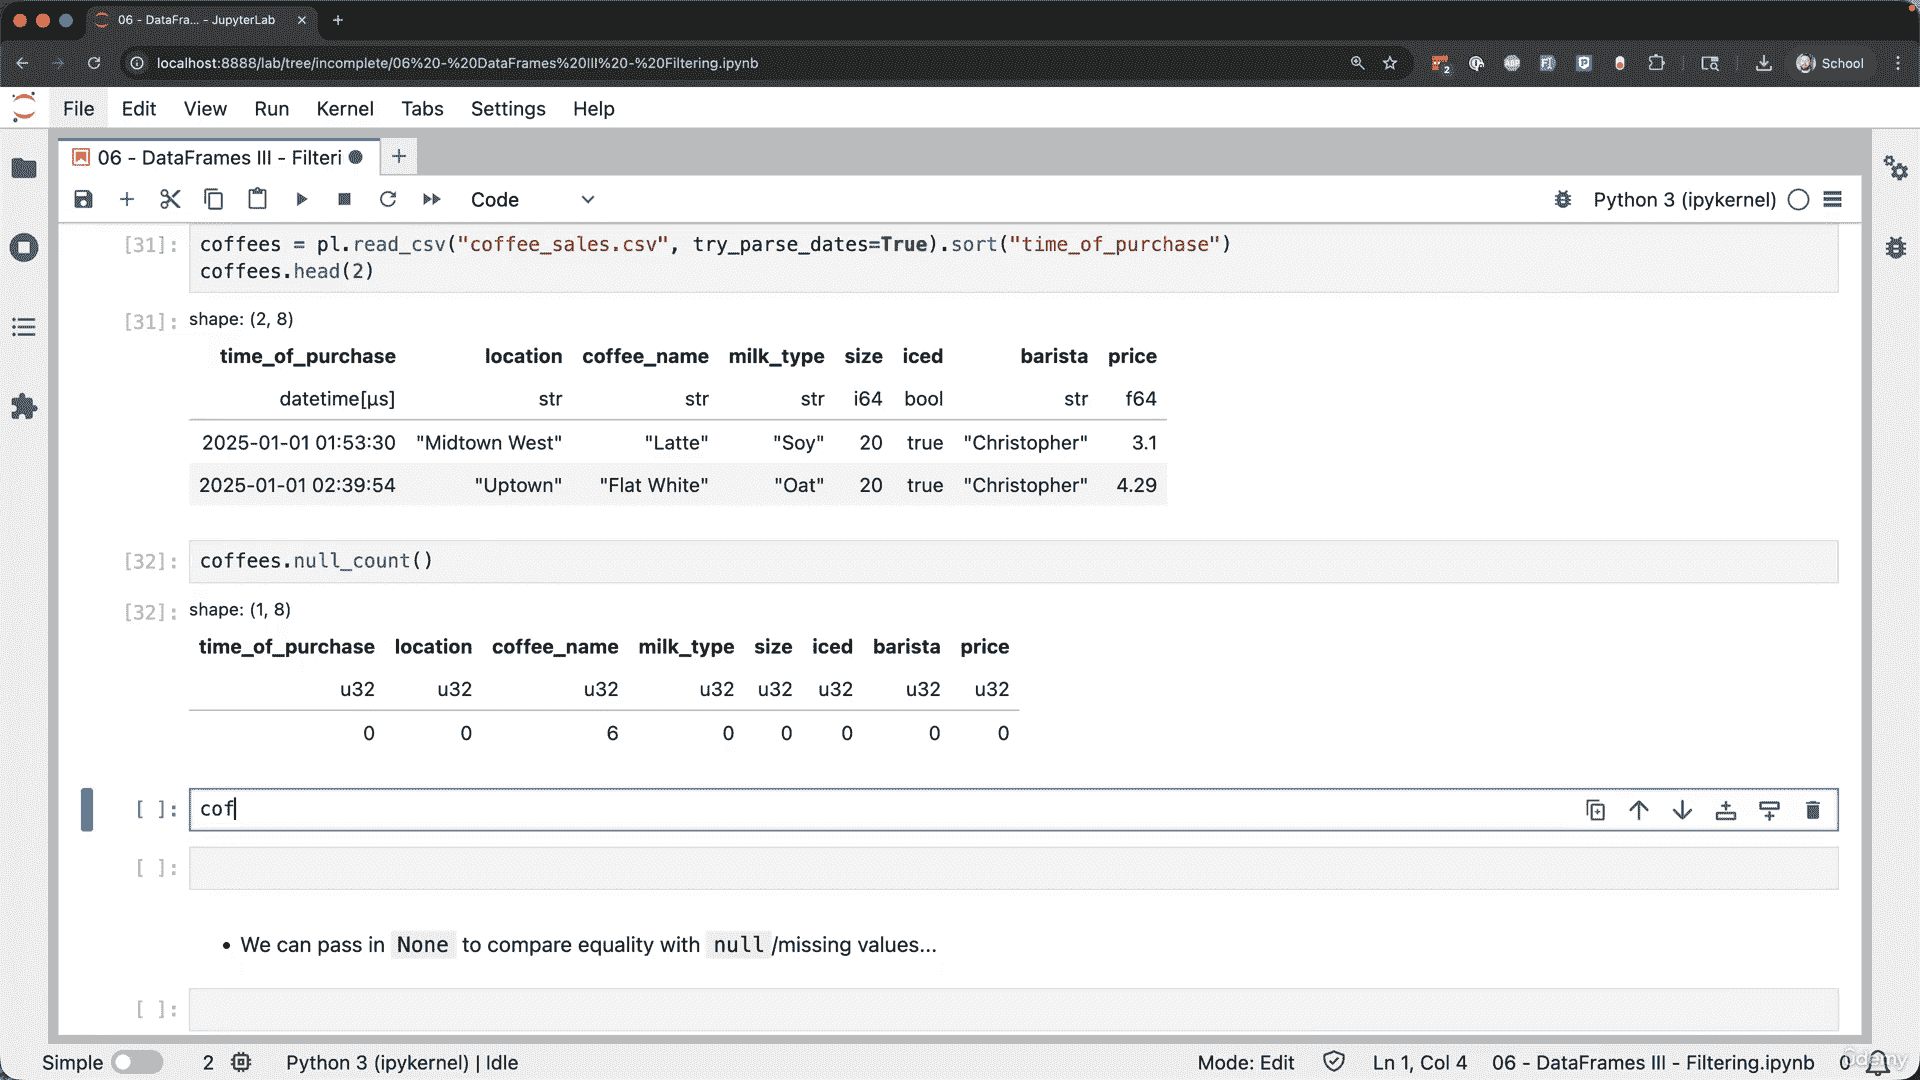 06 - DataFra... - JupyterLab
localhost:8888/lab/tree/incomplete/06%20-%20DataFrames%20III%20-%20Filtering.ipynb
2
School
File Edit View Run Kernel Tabs Settings Help
06 - DataFrames III - Filteri
Code
Python 3 (ipykernel)
[31]: coffees = pl.read_csv("coffee_sales.csv", try_parse_dates=True).sort("time_of_purchase")
coffees.head(2)
[31]: shape: (2, 8)
time_of_purchase location coffee_name milk_type size iced barista price
datetime[μs] str str str i64 bool str f64
2025-01-01 01:53:30 "Midtown West" "Latte" "Soy" 20 true "Christopher" 3.1
2025-01-01 02:39:54 "Uptown" "Flat White" "Oat" 20 true "Christopher" 4.29
[32]: coffees.null_count()
[32]: shape: (1, 8)
time_of_purchase location coffee_name milk_type size iced barista price
u32 u32 u32 u32 u32 u32 u32 u32
0 0 6 0 0 0 0 0
[ ]: cof
[ ]:
• We can pass in None to compare equality with null/missing values...
[ ]:
Simple 2 Python 3 (ipykernel) | Idle Mode: Edit Ln 1, Col 4 06 - DataFrames III - Filtering.ipynb 0
Udemy